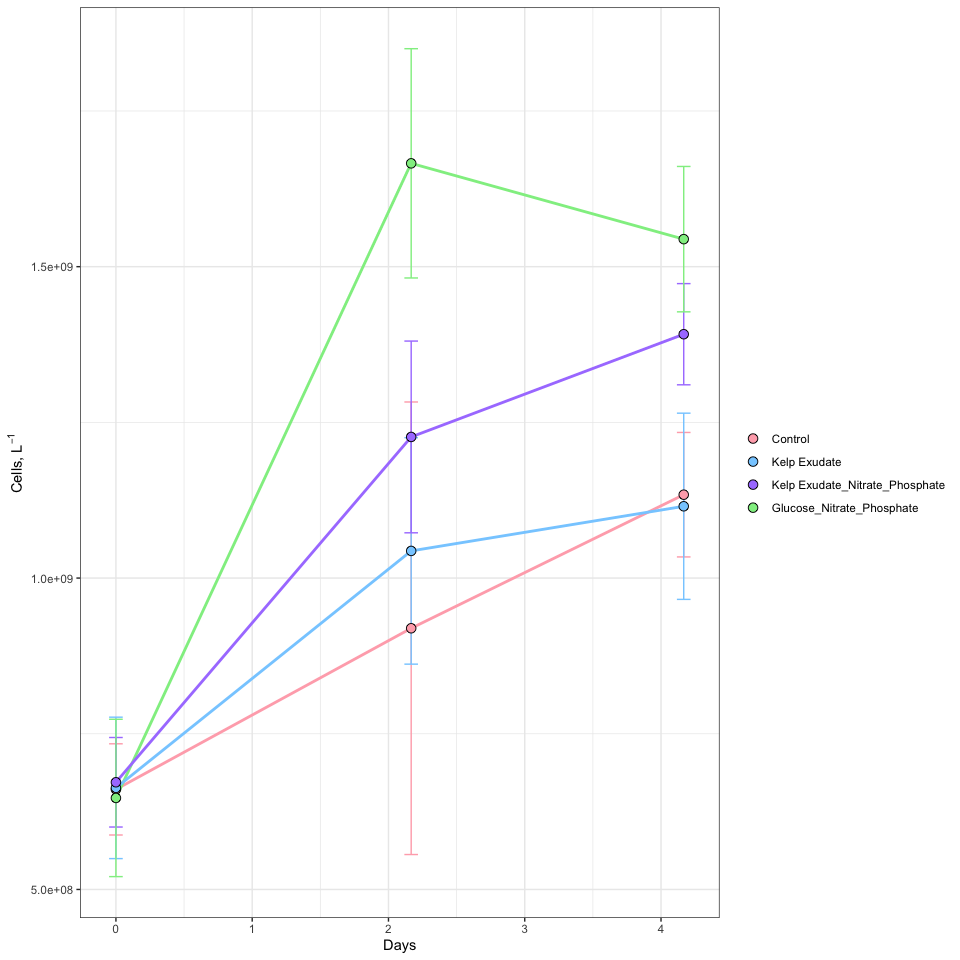 Cells, L⁻¹
1.5e+09
1.0e+09
5.0e+08
0 1 2 3 4
Days
Control
Kelp Exudate
Kelp Exudate_Nitrate_Phosphate
Glucose_Nitrate_Phosphate